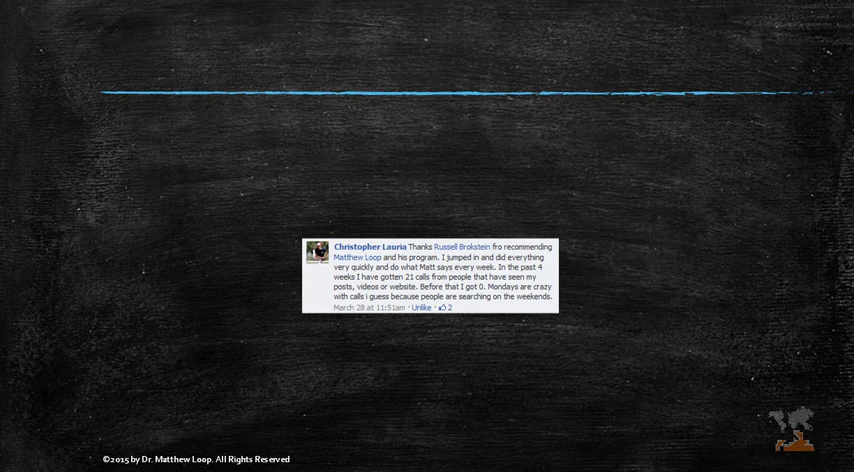 Christopher Lauria Thanks Russell Brokstein fro recommending
Matthew Loop and his program. I jumped in and did everything
very quickly and do what Matt says every week. In the past 4
weeks I have gotten 21 calls from people that have seen my
posts, videos or website. Before that I got 0. Mondays are crazy
with calls i guess because people are searching on the weekends.
March 28 at 11:51am · Unlike · 2
©2015 by Dr. Matthew Loop. All Rights Reserved